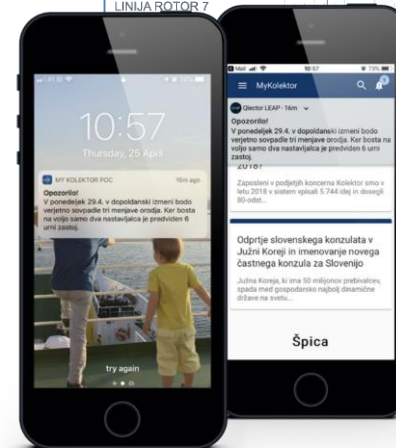 LINIJA ROTOR 7
10:57
Thursday, 25 April
MY KOLEKTOR POC
16m ago
Opozorilo!
V ponedeljek 29.4. v dopoldanski izmeni bodo
verjetno sovpadle tri menjave orodja. Ker bosta
na voljo samo dva nastavljalca je predviden 6
urni zastoj.
try again
Mail
10:57
73%
MyKolektor
Qlector LEAP · 16m
Opozorilo!
V ponedeljek 29.4. v dopoldanski izmeni bodo
verjetno sovpadle tri menjave orodja. Ker bosta na
voljo samo dva nastavljalca je predviden 6 urni
zastoj.
2018?
Zaposleni v podjetjih koncerna Kolektor smo v
letu 2018 v sistem vpisali 5.744 idej in dosegli
80-odst...
Odprtje slovenskega konzulata v
Južni Koreji in imenovanje novega
častnega konzula za Slovenijo
Južna Koreja, ki ima 50 milijonov prebivalcev,
spada med gospodarsko najbolj dinamične
države na svetu...
Špica